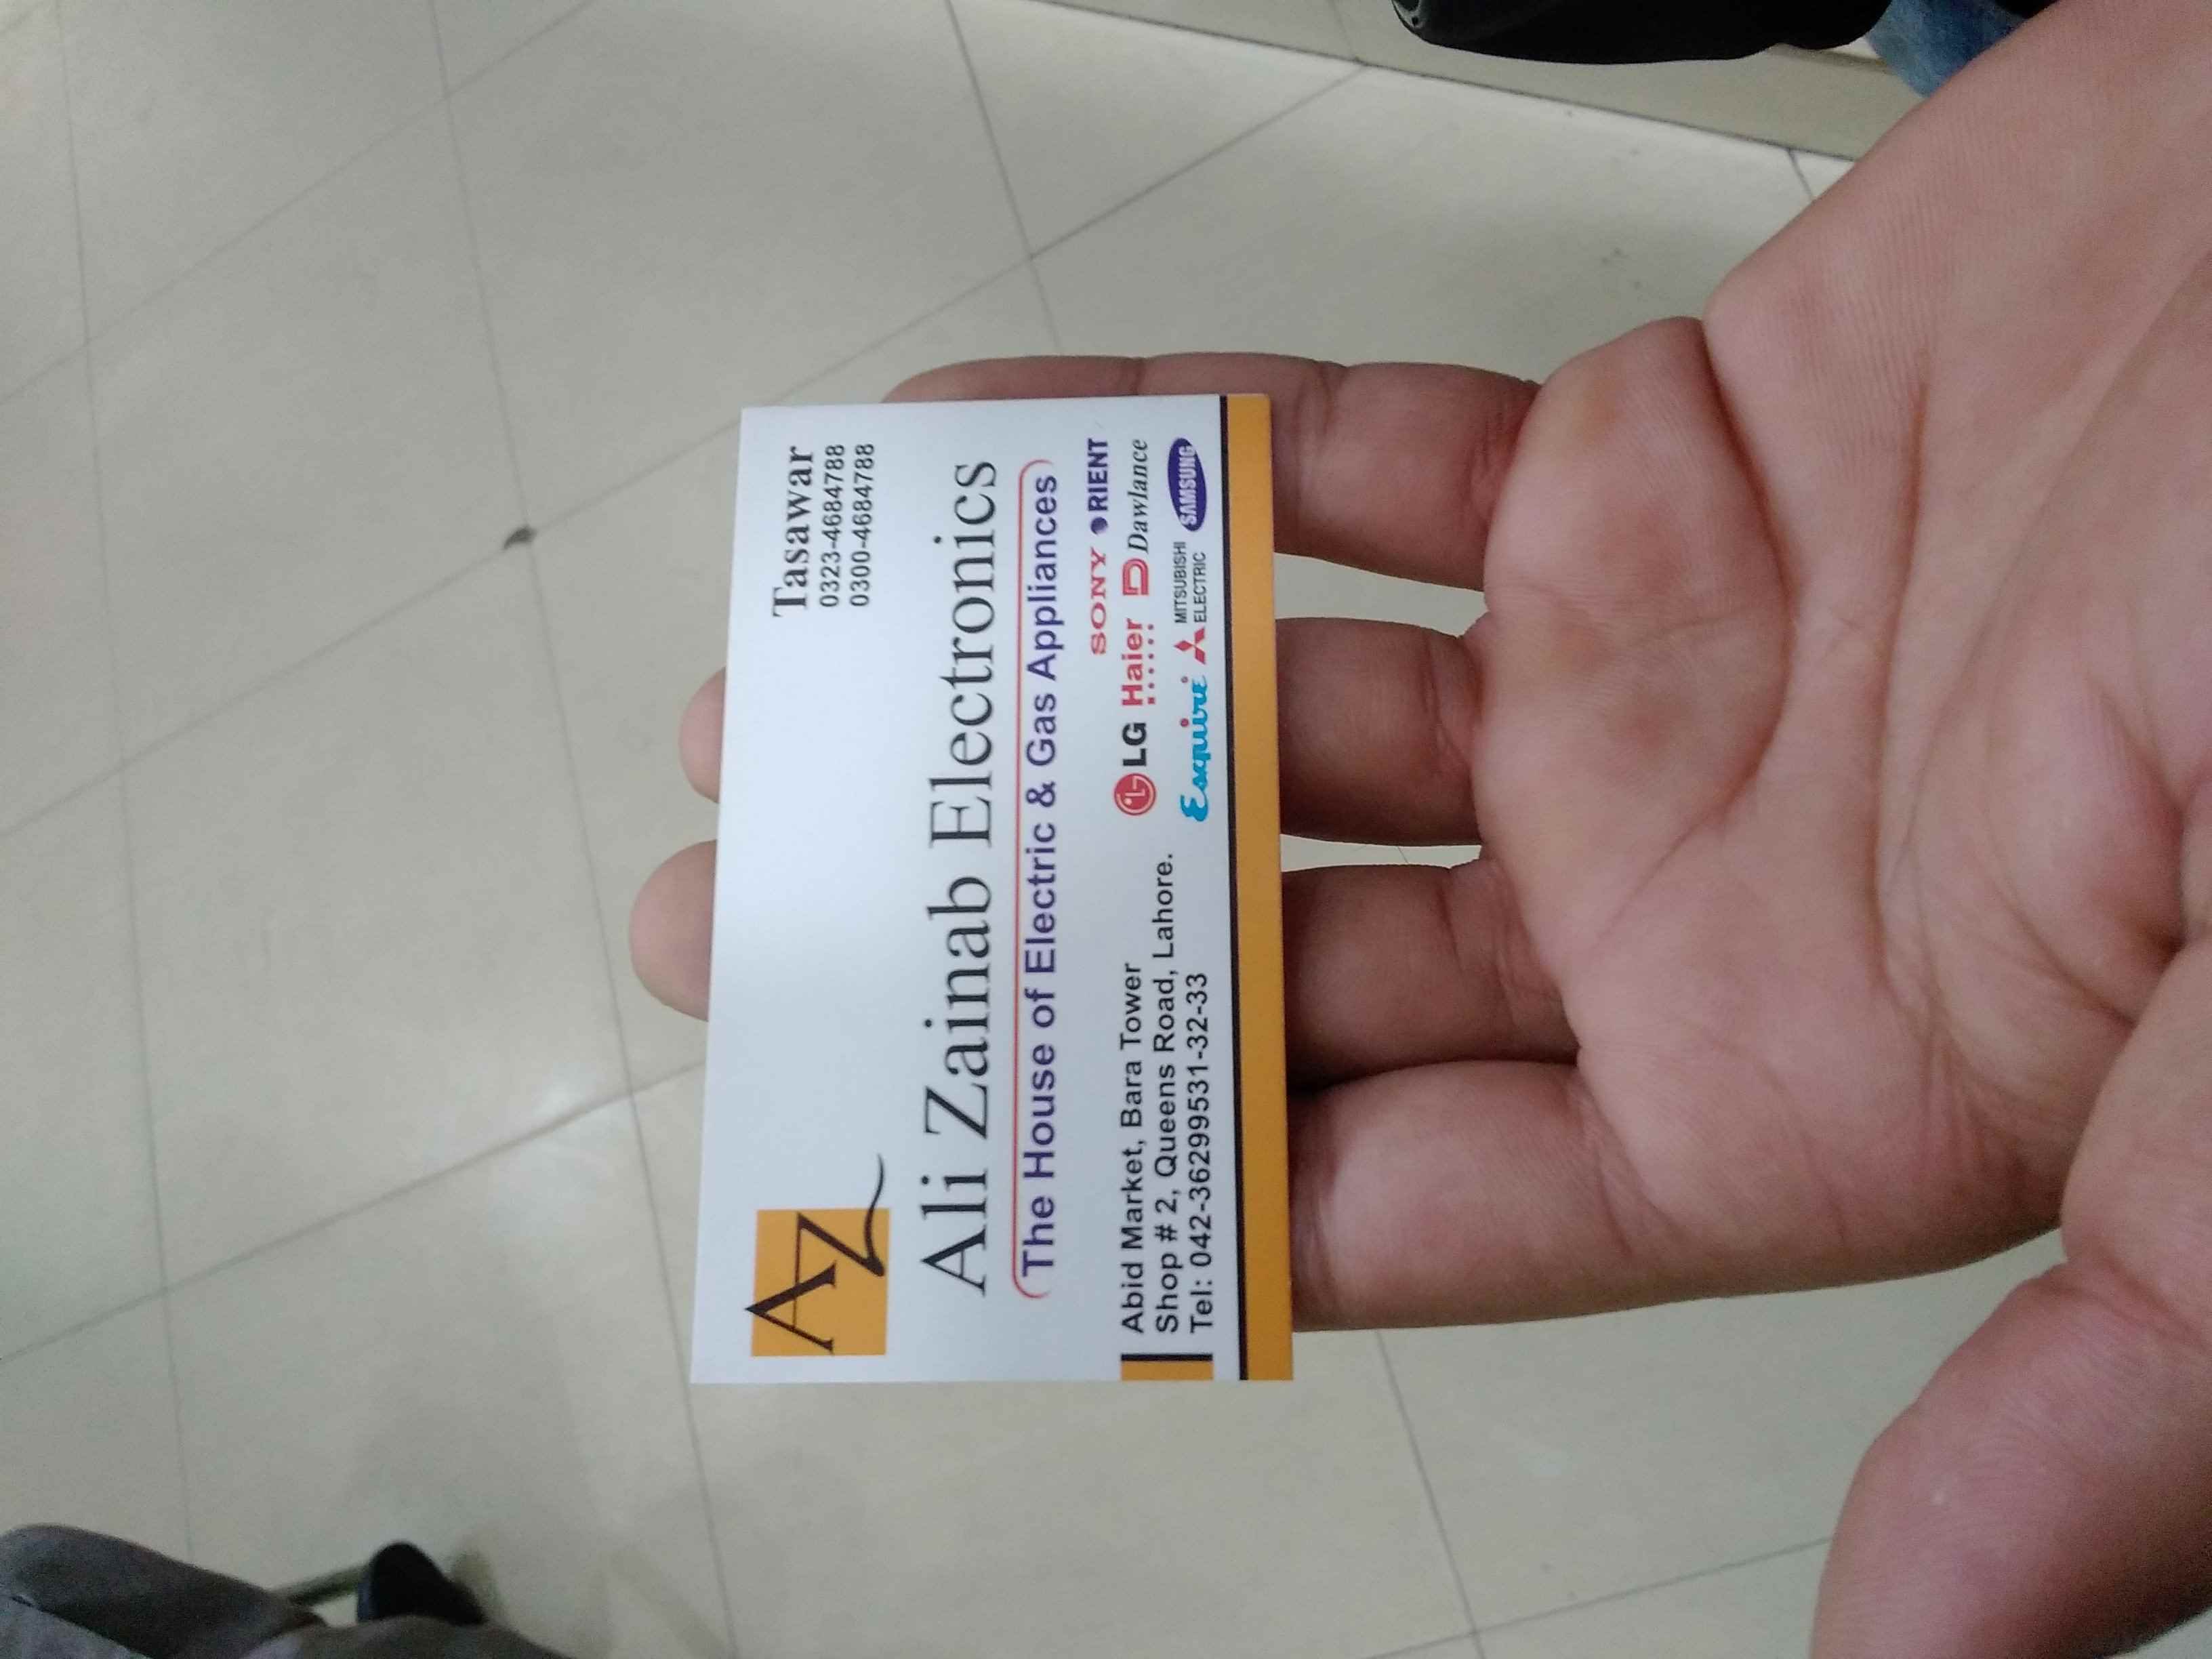 AZ
Tasawar
0323-4684788
0300-4684788
Ali Zainab Electronics
The House of Electric & Gas Appliances
Abid Market, Bara Tower
Shop # 2, Queens Road, Lahore.
Tel: 042-36299531-32-33
SONY ORIENT
LG Haier Dawlance
Esquire MITSUBISHI ELECTRIC SAMSUNG